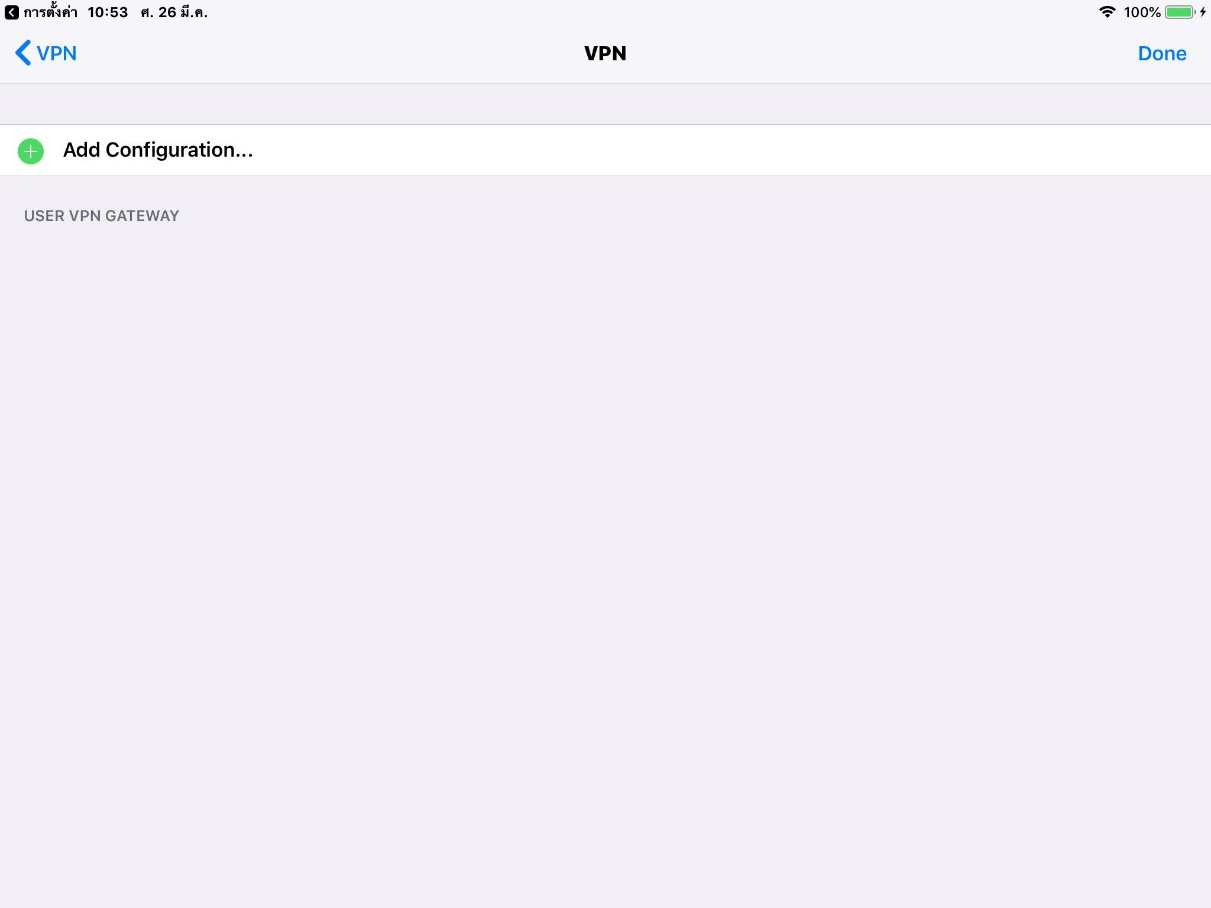 การตั้งค่า 10:53 ศ. 26 มี.ค. 100%
VPN VPN Done
Add Configuration...
USER VPN GATEWAY